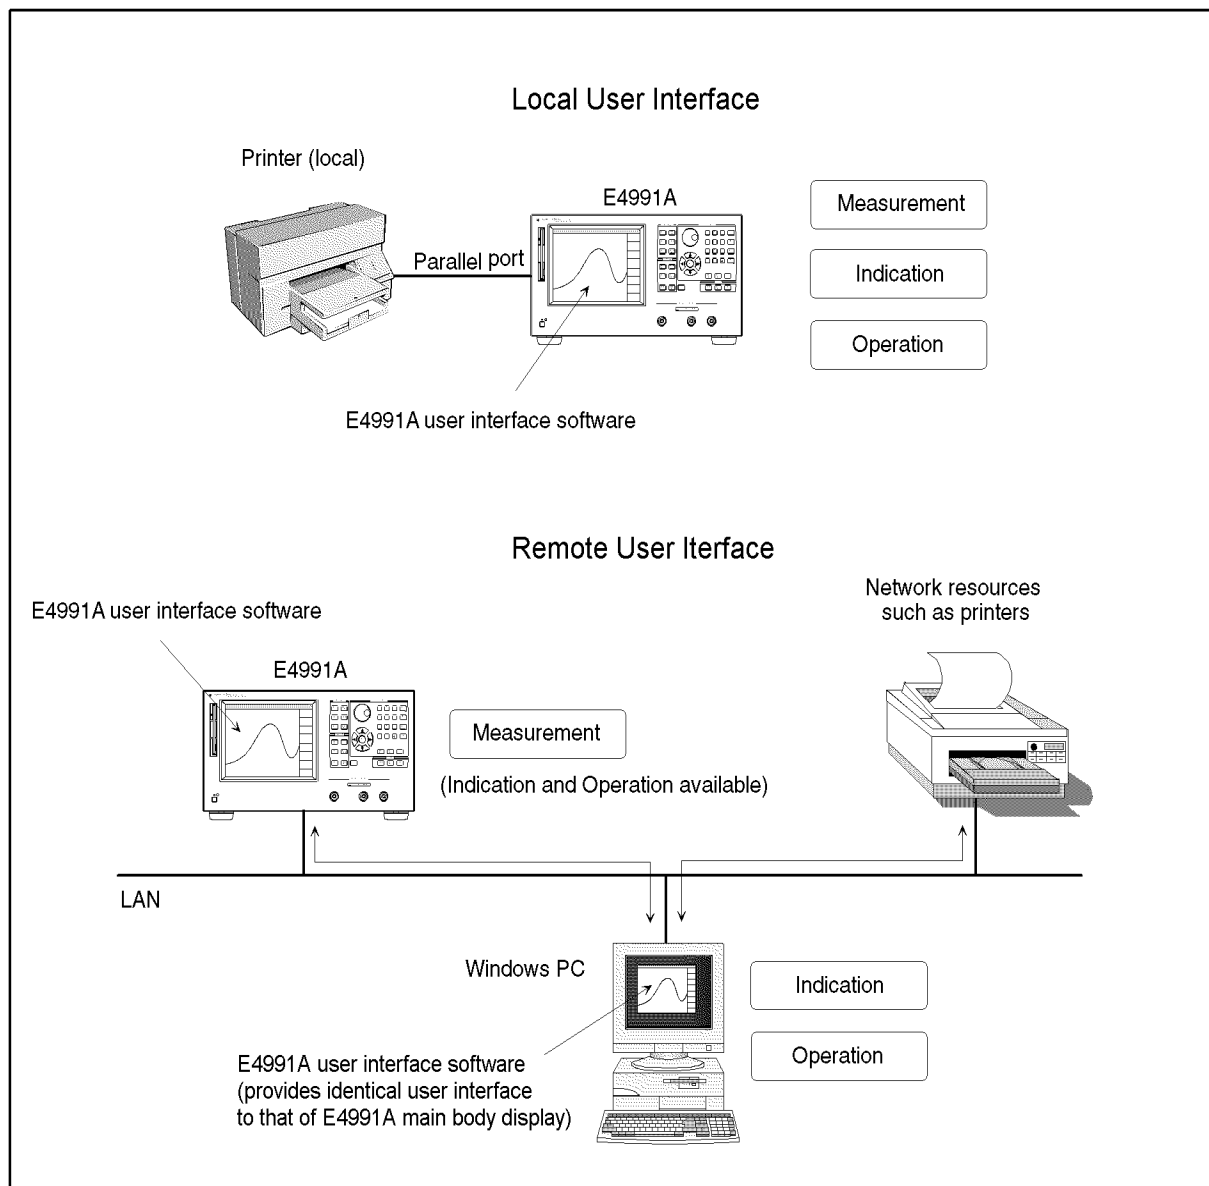 Local User Interface
Printer (local)
E4991A
Measurement
Parallel port
Indication
Operation
E4991A user interface software
Remote User Iterface
Network resources
such as printers
E4991A user interface software
E4991A
Measurement
(Indication and Operation available)
LAN
Windows PC
Indication
Operation
E4991A user interface software
(provides identical user interface
to that of E4991A main body display)